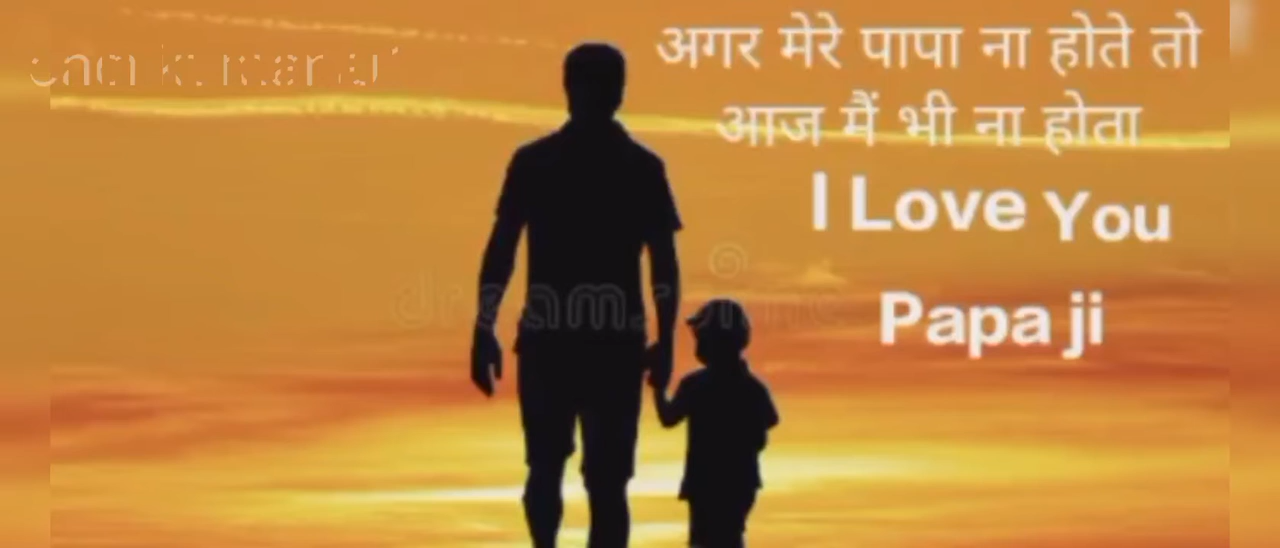 अगर मेरे पापा ना होते तो
आज मैं भी ना होता
I Love You
Papa ji